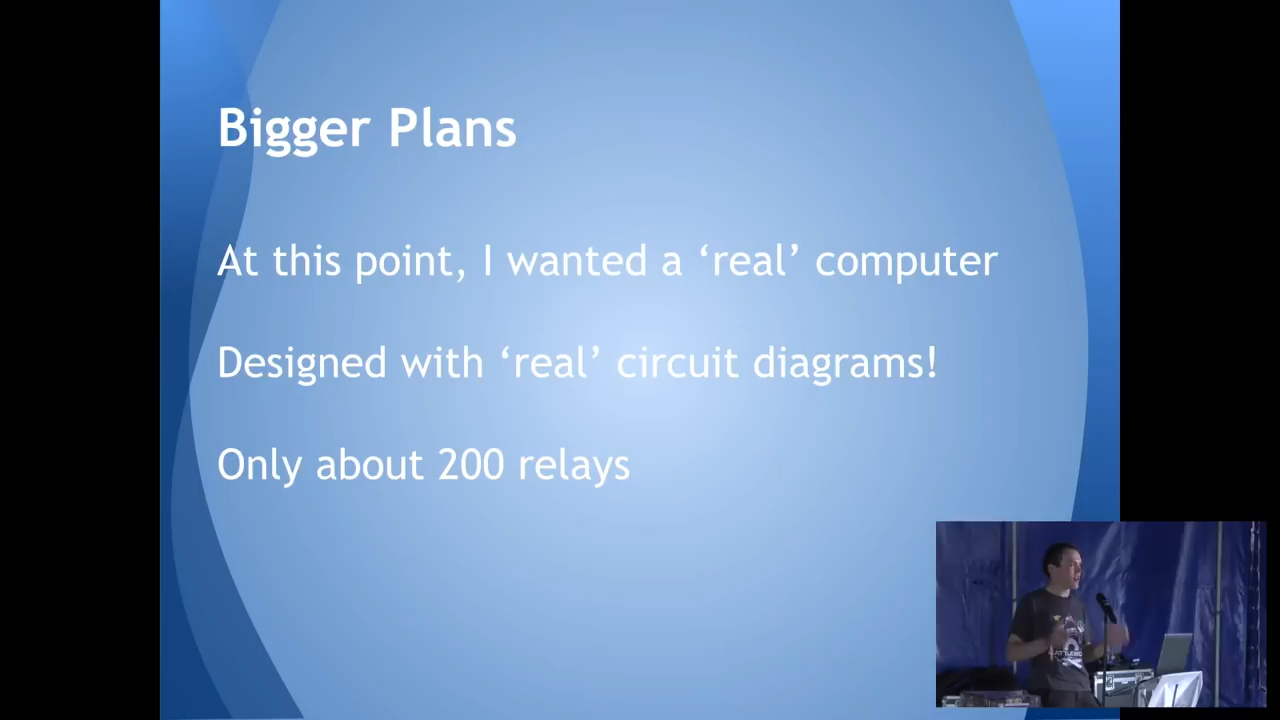 Bigger Plans
At this point, I wanted a ‘real’ computer
Designed with ‘real’ circuit diagrams!
Only about 200 relays